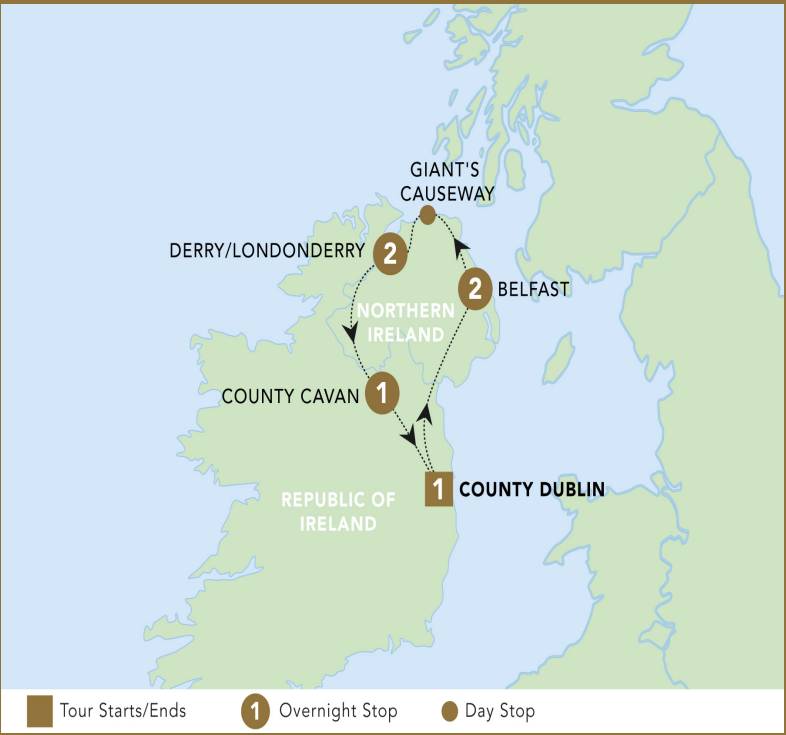 GIANT'S
CAUSEWAY
DERRY/LONDONDERRY
2
2
BELFAST
NORTHERN
IRELAND
COUNTY CAVAN
1
1
COUNTY DUBLIN
REPUBLIC OF
IRELAND
Tour Starts/Ends
1
Overnight Stop
Day Stop